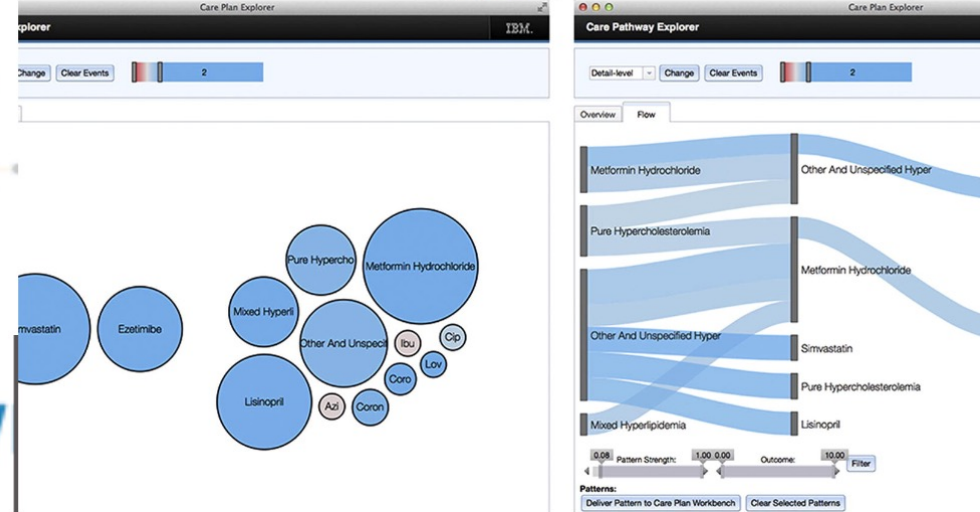 Care Plan Explorer
xplorer
IBM.
Change
Clear Events
2
Pure Hypercho
Metformin Hydrochloride
Mixed Hyperli
mvastatin
Ezetimibe
Other And Unspecif
Ibu
Cip
Lov
Coro
Lisinopril
Azi
Coron
Care Plan Explorer
Care Pathway Explorer
Detail-level
Change
Clear Events
2
Overview
Flow
Metformin Hydrochloride
Other And Unspecified Hyper
Pure Hypercholesterolemia
Metformin Hydrochloride
Other And Unspecified Hyper
Simvastatin
Pure Hypercholesterolemia
Mixed Hyperlipidemia
Lisinopril
0.08
Pattern Strength:
1.00
0.00
Outcome:
10.00
Filter
Patterns:
Deliver Pattern to Care Plan Workbench
Clear Selected Patterns